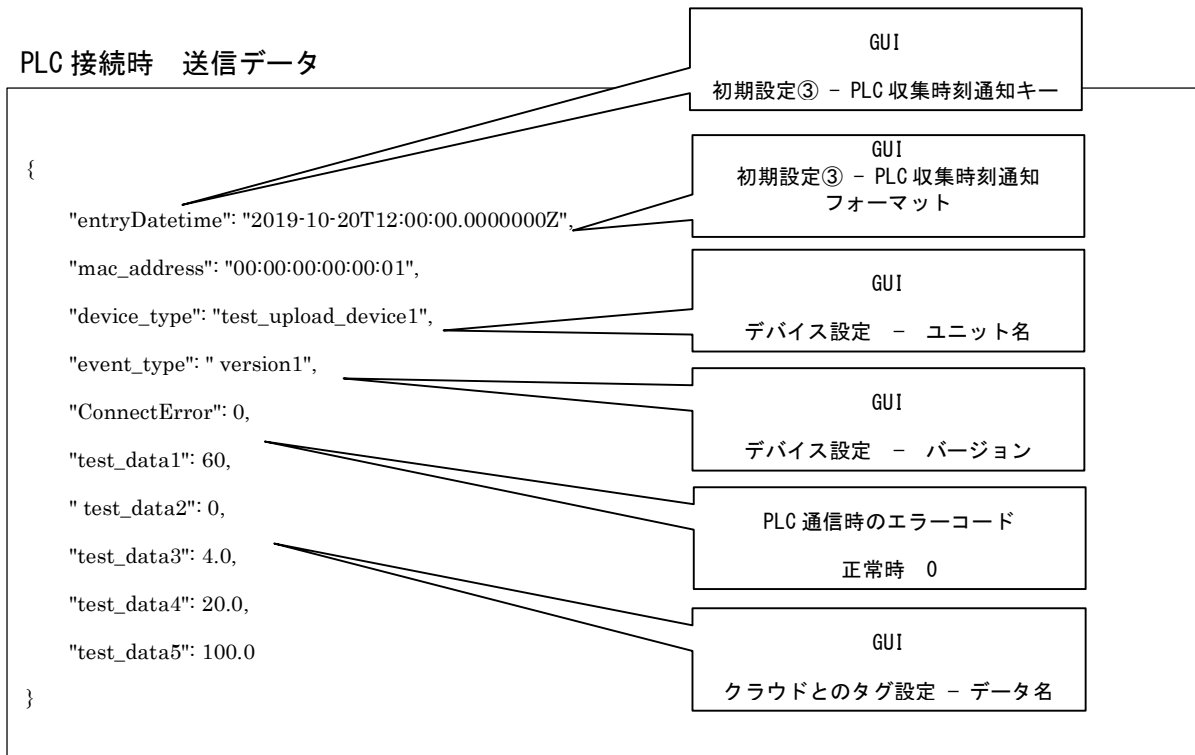 PLC 接続時　送信データ
GUI
初期設定③ － PLC 収集時刻通知キー
{
"entryDatetime": "2019-10-20T12:00:00.0000000Z",
"mac_address": "00:00:00:00:00:01",
"device_type": "test_upload_device1",
"event_type": " version1",
"ConnectError": 0,
"test_data1": 60,
" test_data2": 0,
"test_data3": 4.0,
"test_data4": 20.0,
"test_data5": 100.0
}
GUI
初期設定③ － PLC 収集時刻通知
フォーマット
GUI
デバイス設定　－　ユニット名
GUI
デバイス設定　－　バージョン
PLC 通信時のエラーコード
正常時　0
GUI
クラウドとのタグ設定 － データ名